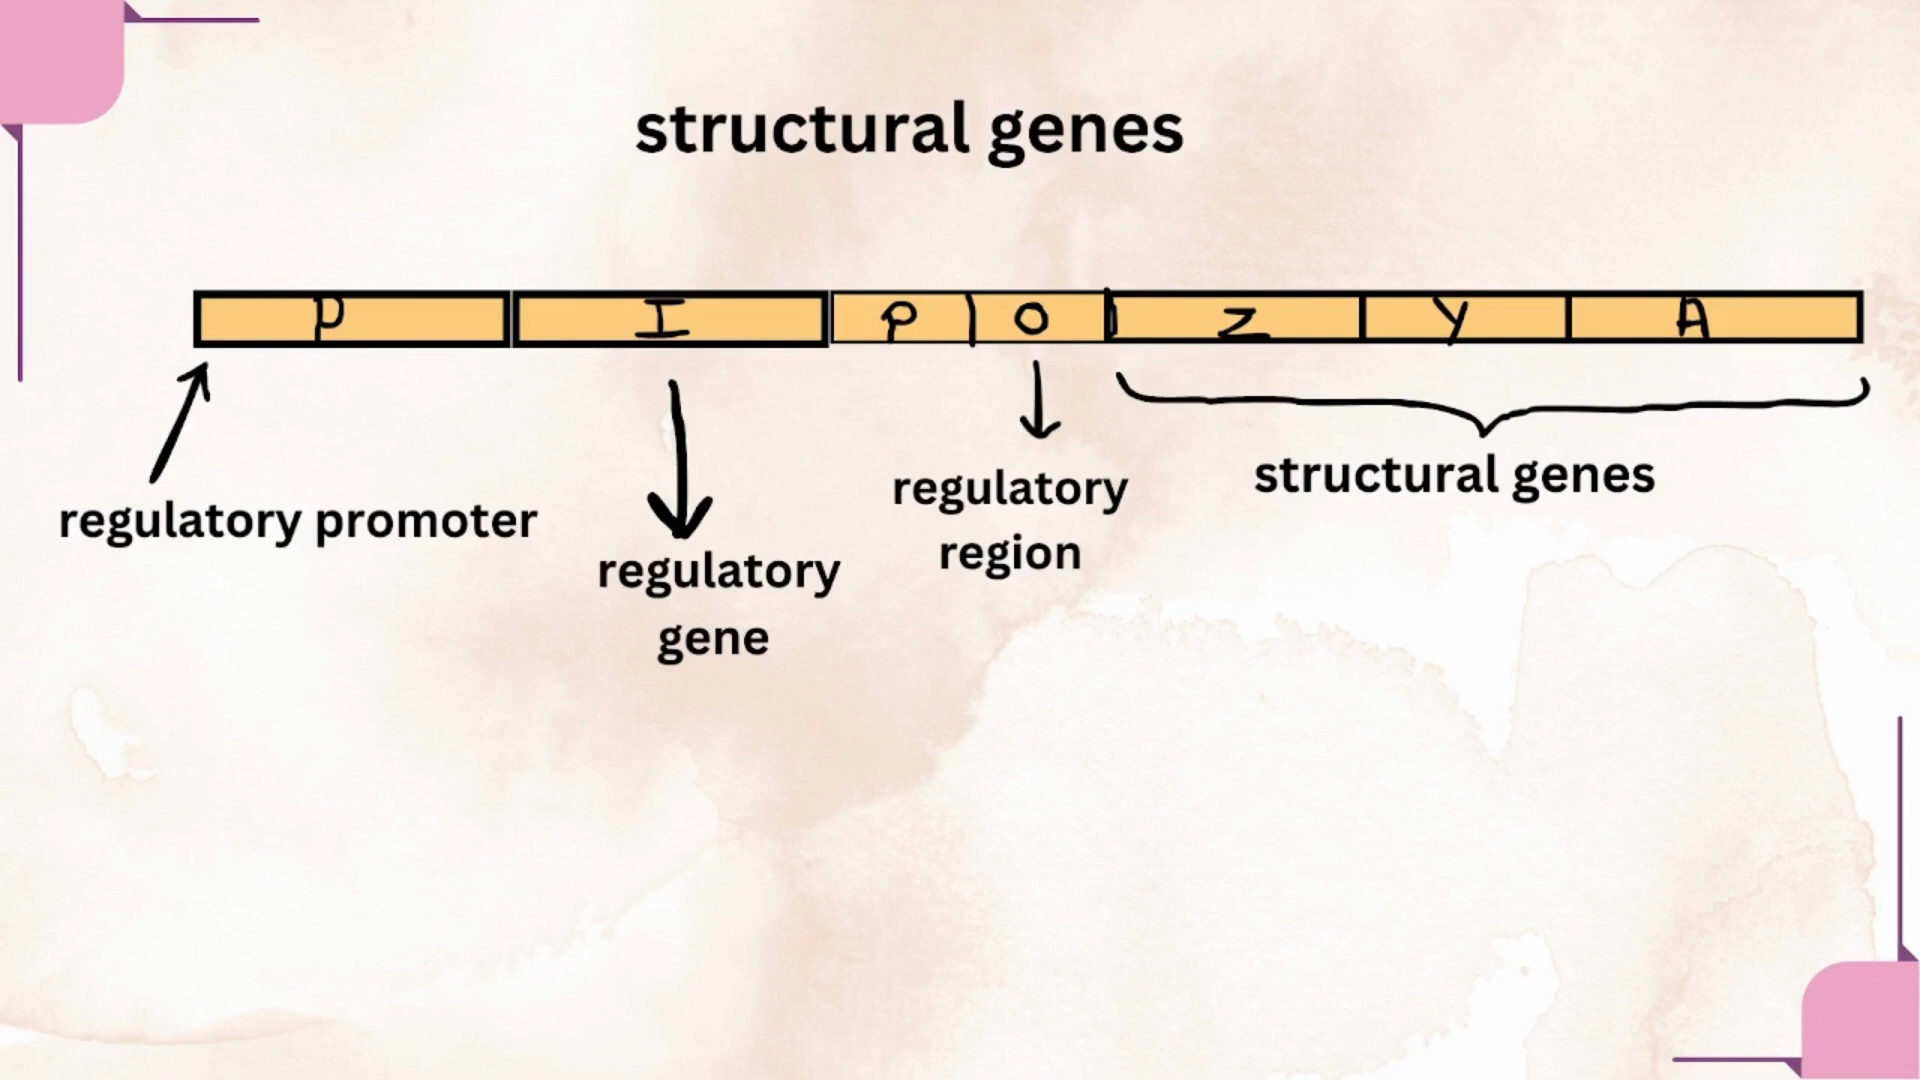 structural genes
P I P O Z Y A
regulatory promoter
regulatory
gene
regulatory
region
structural genes